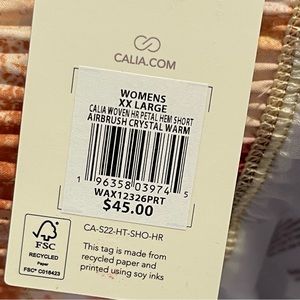 CALIA.COM
WOMENS
XX LARGE
CALIA WOVEN HR PETAL HEM SHORT
AIRBRUSH CRYSTAL WARM
1 96358 03974 5
WAX12326PRT
$45.00
CA-S22-HT-SHO-HR
FSC
RECYCLED
Paper
FSC® C016423
This tag is made from
recycled paper and
printed using soy inks